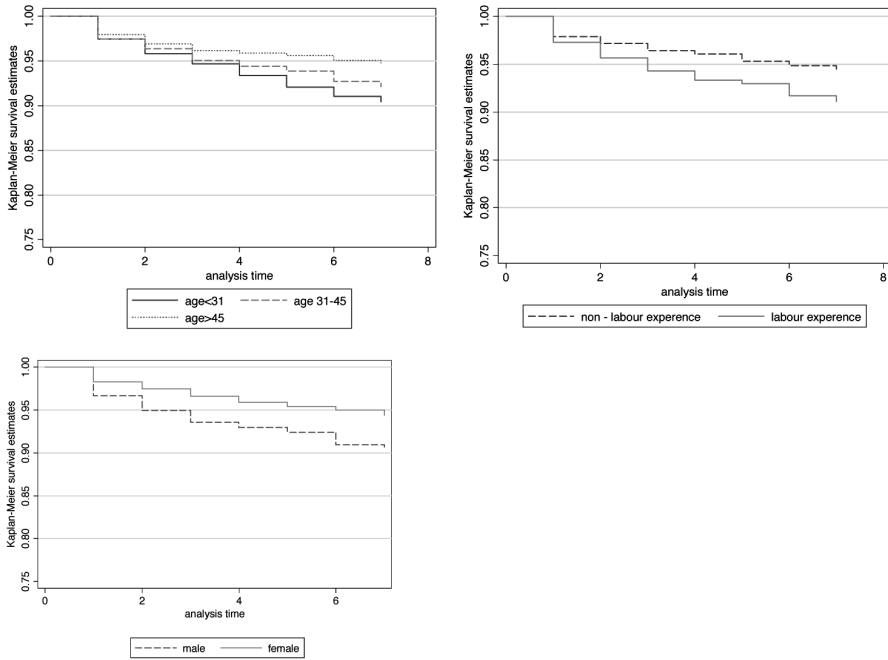 Kaplan-Meier survival estimates
1.00
0.95
0.90
0.85
0.80
0.75
0 2 4 6 8
analysis time
age<31 age 31-45
age>45
Kaplan-Meier survival estimates
1.00
0.95
0.90
0.85
0.80
0.75
0 2 4 6 8
analysis time
non - labour experence labour experence
Kaplan-Meier survival estimates
1.00
0.95
0.90
0.85
0.80
0.75
0 2 4 6
analysis time
male female